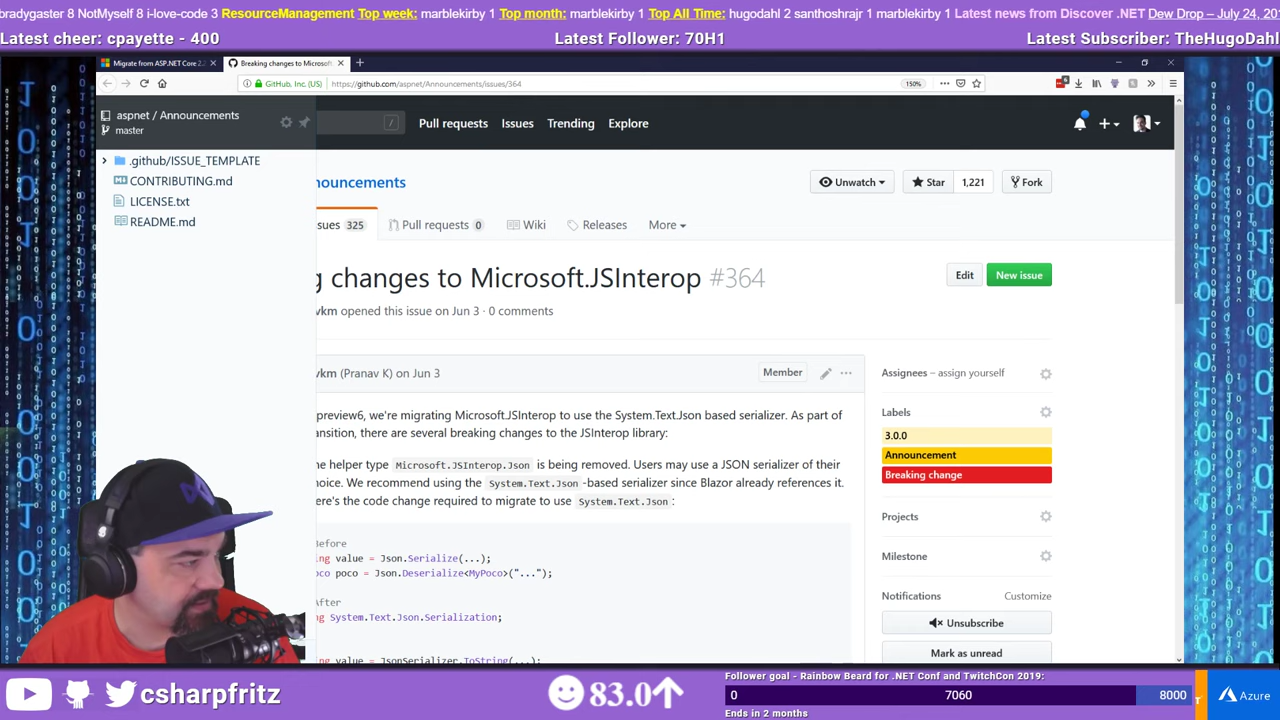 bradygaster 8 NotMyself 8 i-love-code 3 ResourceManagement Top week: marblekirby 1 Top month: marblekirby 1 Top All Time: hugodahl 2 santhoshrajr 1 marblekirby 1 Latest news from Discover .NET Dew Drop – July 24, 20
Latest cheer: cpayette - 400 Latest Follower: 70H1 Latest Subscriber: TheHugoDahl
Migrate from ASP.NET Core 2. Breaking changes to Microsoft.
GitHub, Inc. (US) https://github.com/aspnet/Announcements/issues/364 150%
aspnet / Announcements
master
/ Pull requests Issues Trending Explore
.github/ISSUE_TEMPLATE
CONTRIBUTING.md
LICENSE.txt
README.md
nouncements Unwatch Star 1,221 Fork
sues 325 Pull requests 0 Wiki Releases More
g changes to Microsoft.JSInterop #364 Edit New issue
vkm opened this issue on Jun 3 · 0 comments
vkm (Pranav K) on Jun 3 Member
preview6, we're migrating Microsoft.JSInterop to use the System.Text.Json based serializer. As part of
ansition, there are several breaking changes to the JSInterop library:
he helper type Microsoft.JSInterop.Json is being removed. Users may use a JSON serializer of their
hoice. We recommend using the System.Text.Json -based serializer since Blazor already references it.
ere's the code change required to migrate to use System.Text.Json :
Before
ing value = Json.Serialize(...);
oco poco = Json.Deserialize<MyPoco>("...");
After
ng System.Text.Json.Serialization;
ing value = JsonSerializer.ToString(...);
Assignees – assign yourself
Labels
3.0.0
Announcement
Breaking change
Projects
Milestone
Notifications Customize
Unsubscribe
Mark as unread
csharpfritz
83.0
Follower goal - Rainbow Beard for .NET Conf and TwitchCon 2019:
0 7060 8000
Ends in 2 months
Azure